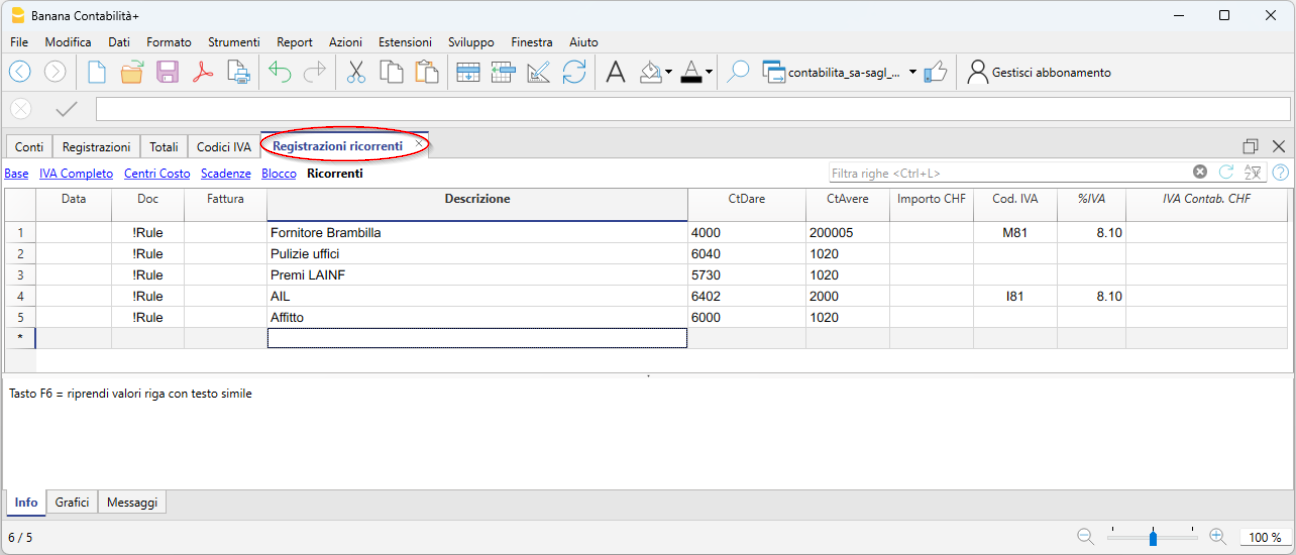 Banana Contabilità+
File Modifica Dati Formato Strumenti Report Azioni Estensioni Sviluppo Finestra Aiuto
contabilita_sa-sagl_... Gestisci abbonamento
Conti Registrazioni Totali Codici IVA Registrazioni ricorrenti
Base IVA Completo Centri Costo Scadenze Blocco Ricorrenti Filtra righe <Ctrl+L>
Data Doc Fattura Descrizione CtDare CtAvere Importo CHF Cod. IVA %IVA IVA Contab. CHF
1 !Rule Fornitore Brambilla 4000 200005 M81 8.10
2 !Rule Pulizie uffici 6040 1020
3 !Rule Premi LAINF 5730 1020
4 !Rule AIL 6402 2000 I81 8.10
5 !Rule Affitto 6000 1020
*
Tasto F6 = riprendi valori riga con testo simile
Info Grafici Messaggi
6 / 5 100 %